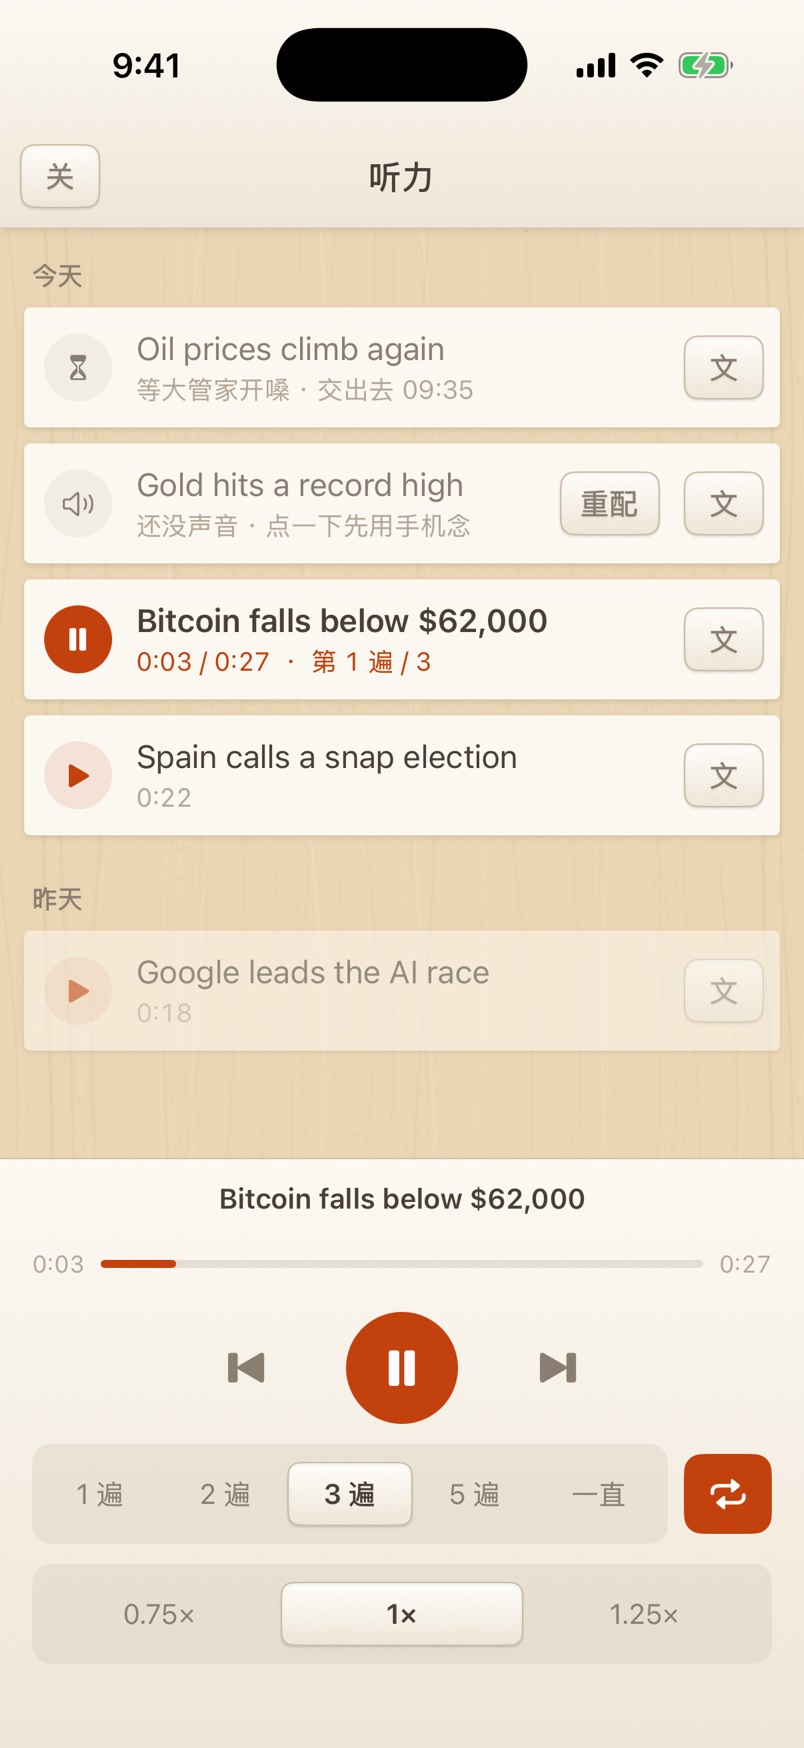 9:41
关
听力
今天
Oil prices climb again
等大管家开嗓 · 交出去 09:35
文
Gold hits a record high
还没声音 · 点一下先用手机念
重配
文
Bitcoin falls below $62,000
0:03 / 0:27 · 第 1 遍 / 3
文
Spain calls a snap election
0:22
文
昨天
Google leads the AI race
0:18
文
Bitcoin falls below $62,000
0:03
0:27
1 遍 2 遍 3 遍 5 遍 一直
0.75× 1× 1.25×